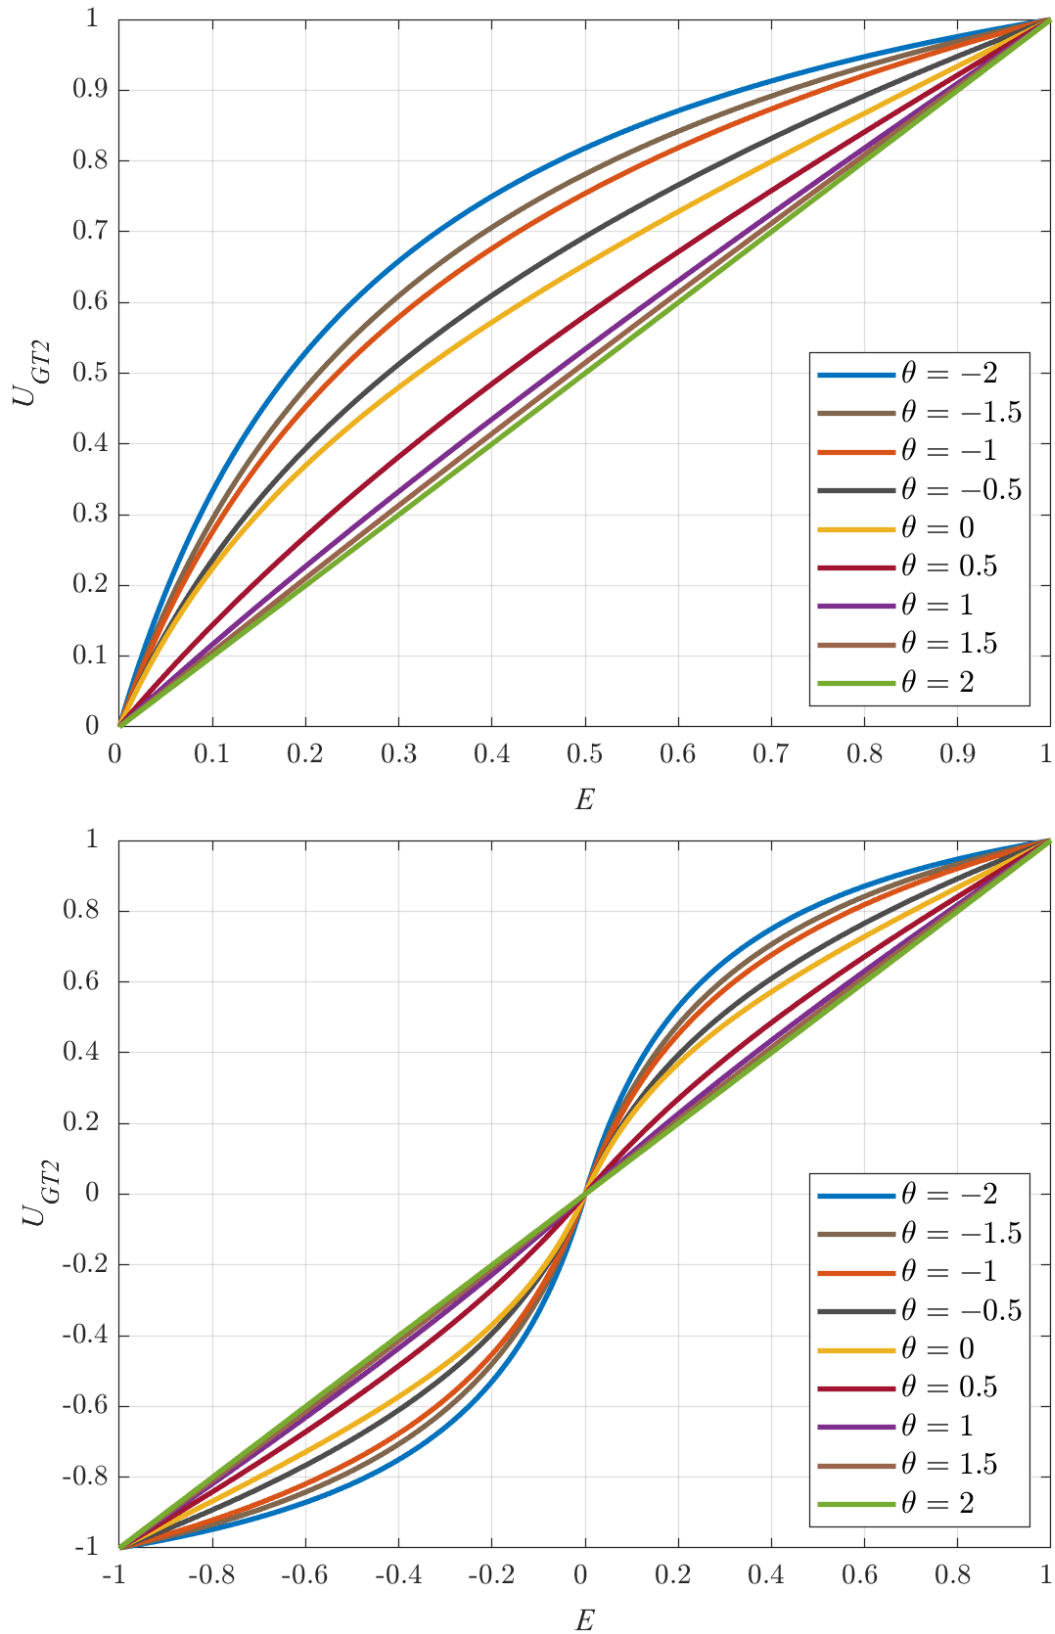 1
0.9
0.8
0.7
0.6
0.5
0.4
0.3
0.2
0.1
0
U_GT2
θ = −2
θ = −1.5
θ = −1
θ = −0.5
θ = 0
θ = 0.5
θ = 1
θ = 1.5
θ = 2
0 0.1 0.2 0.3 0.4 0.5 0.6 0.7 0.8 0.9 1
E
1
0.8
0.6
0.4
0.2
0
-0.2
-0.4
-0.6
-0.8
-1
U_GT2
θ = −2
θ = −1.5
θ = −1
θ = −0.5
θ = 0
θ = 0.5
θ = 1
θ = 1.5
θ = 2
-1 -0.8 -0.6 -0.4 -0.2 0 0.2 0.4 0.6 0.8 1
E